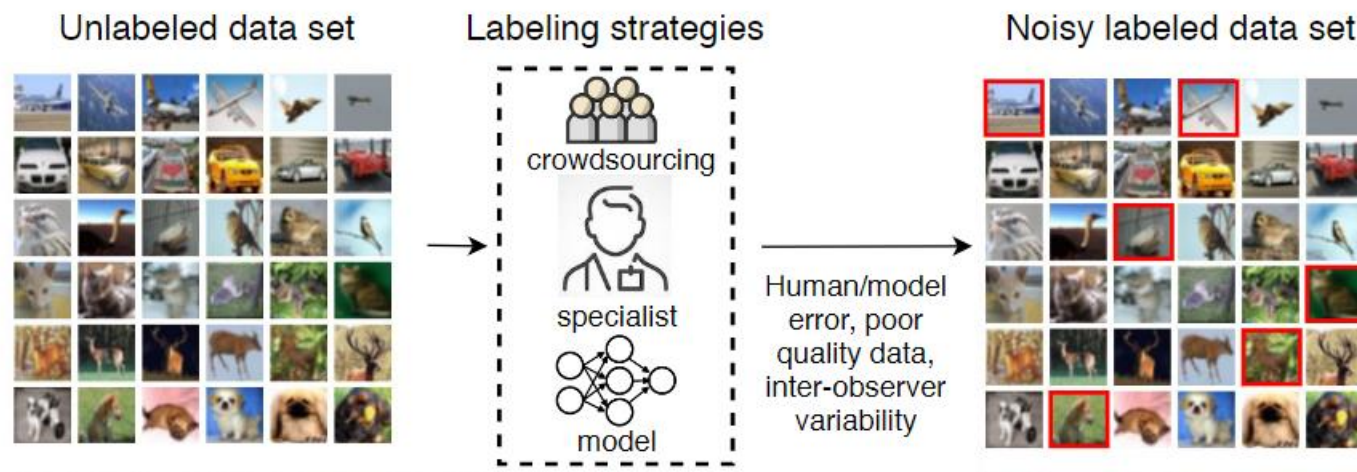 Unlabeled data set
Labeling strategies
Noisy labeled data set
crowdsourcing
specialist
model
Human/model
error, poor
quality data,
inter-observer
variability